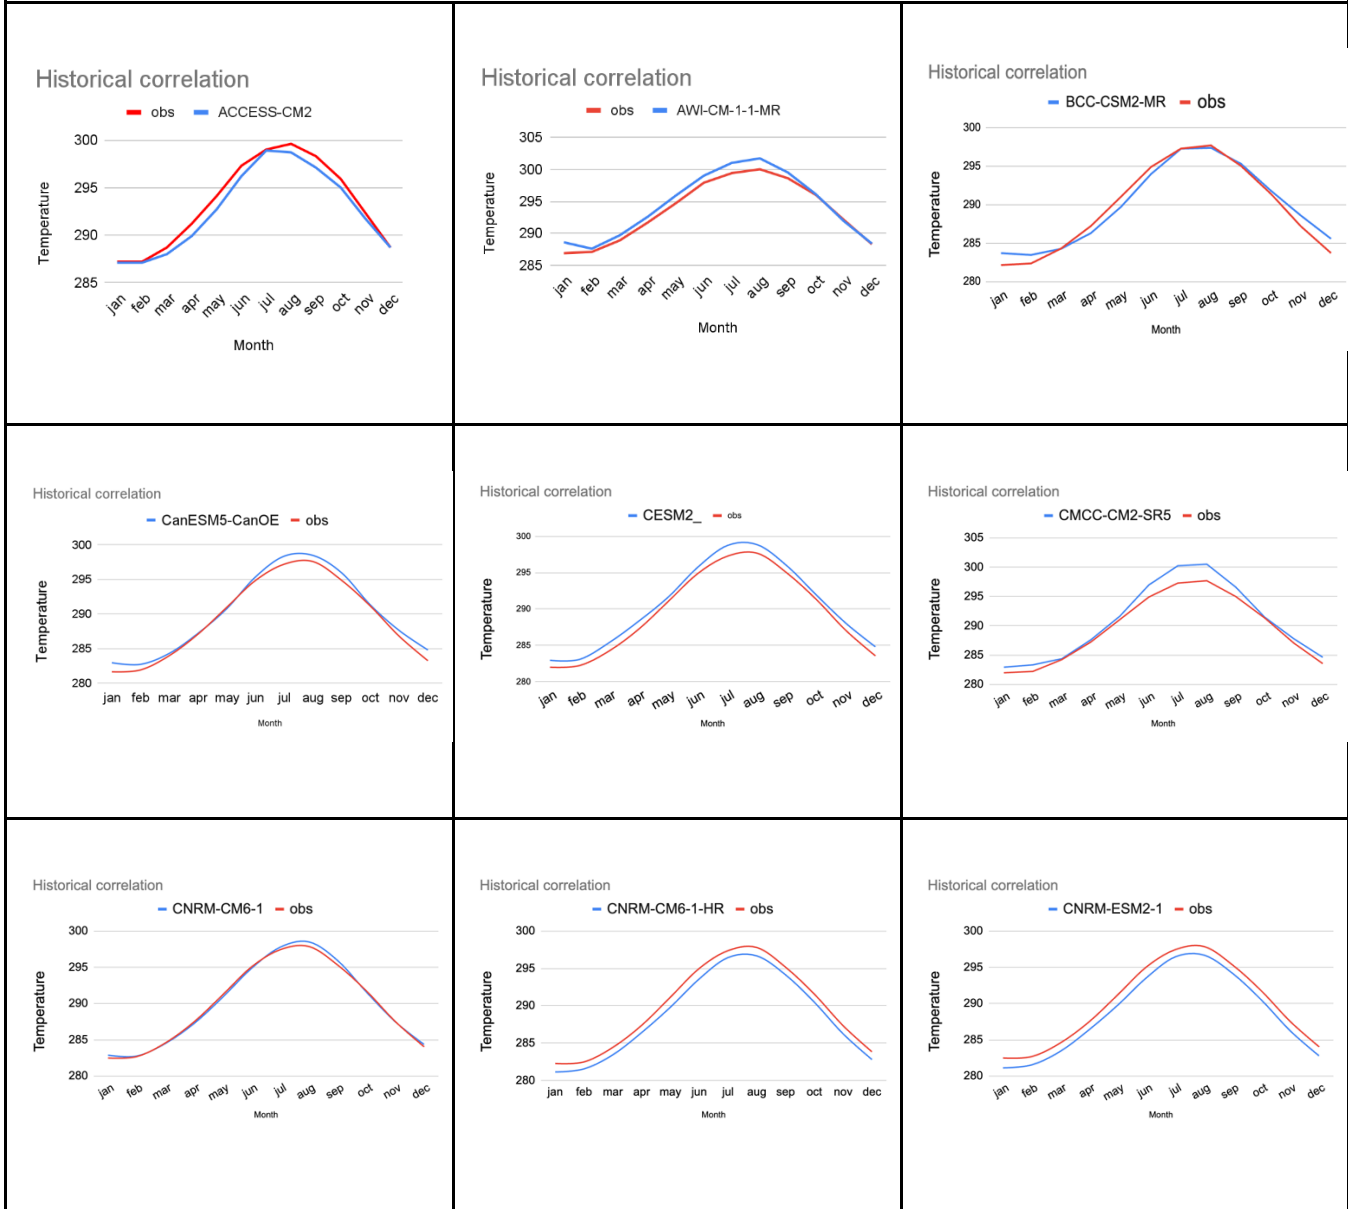 Historical correlation
obs ACCESS-CM2
300
295
290
285
Temperature
jan feb mar apr may jun jul aug sep oct nov dec
Month
Historical correlation
obs AWI-CM-1-1-MR
305
300
295
290
285
Temperature
jan feb mar apr may jun jul aug sep oct nov dec
Month
Historical correlation
BCC-CSM2-MR obs
300
295
290
285
280
Temperature
jan feb mar apr may jun jul aug sep oct nov dec
Month
Historical correlation
CanESM5-CanOE obs
300
295
290
285
280
Temperature
jan feb mar apr may jun jul aug sep oct nov dec
Month
Historical correlation
CESM2_ obs
300
295
290
285
280
Temperature
jan feb mar apr may jun jul aug sep oct nov dec
Month
Historical correlation
CMCC-CM2-SR5 obs
305
300
295
290
285
280
Temperature
jan feb mar apr may jun jul aug sep oct nov dec
Month
Historical correlation
CNRM-CM6-1 obs
300
295
290
285
280
Temperature
jan feb mar apr may jun jul aug sep oct nov dec
Month
Historical correlation
CNRM-CM6-1-HR obs
300
295
290
285
280
Temperature
jan feb mar apr may jun jul aug sep oct nov dec
Month
Historical correlation
CNRM-ESM2-1 obs
300
295
290
285
280
Temperature
jan feb mar apr may jun jul aug sep oct nov dec
Month